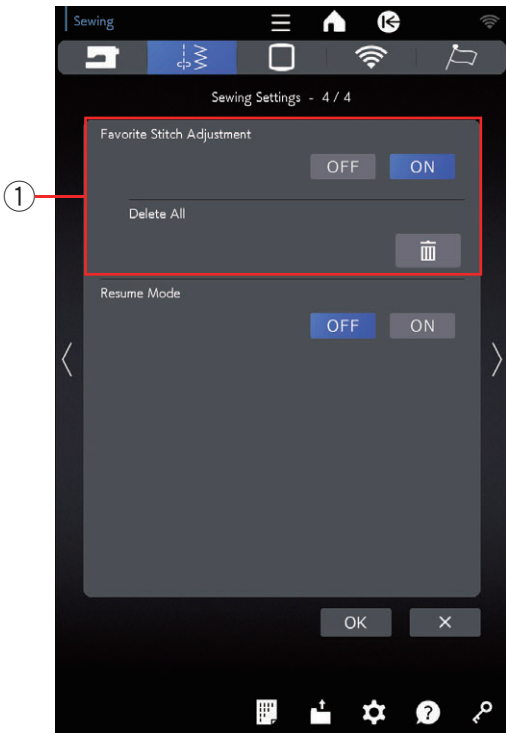 Sewing
Sewing Settings - 4 / 4
Favorite Stitch Adjustment
OFF ON
1
Delete All
Resume Mode
OFF ON
OK ×
?